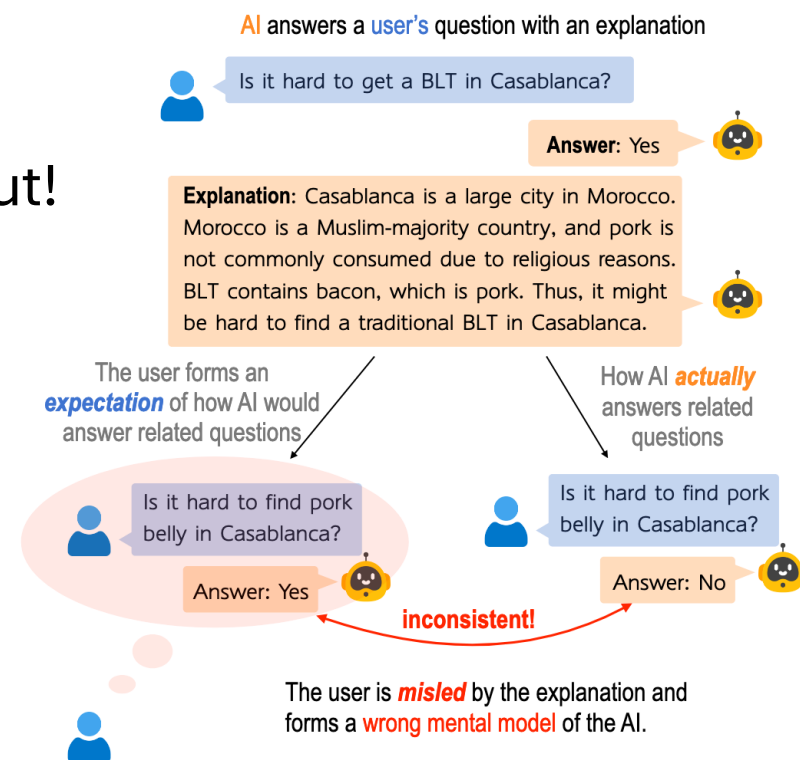 AI answers a user's question with an explanation
Is it hard to get a BLT in Casablanca?
Answer: Yes
ut!
Explanation: Casablanca is a large city in Morocco.
Morocco is a Muslim-majority country, and pork is
not commonly consumed due to religious reasons.
BLT contains bacon, which is pork. Thus, it might
be hard to find a traditional BLT in Casablanca.
The user forms an
expectation of how AI would
answer related questions
How AI actually
answers related
questions
Is it hard to find pork
belly in Casablanca?
Answer: Yes
Is it hard to find pork
belly in Casablanca?
Answer: No
inconsistent!
The user is misled by the explanation and
forms a wrong mental model of the AI.